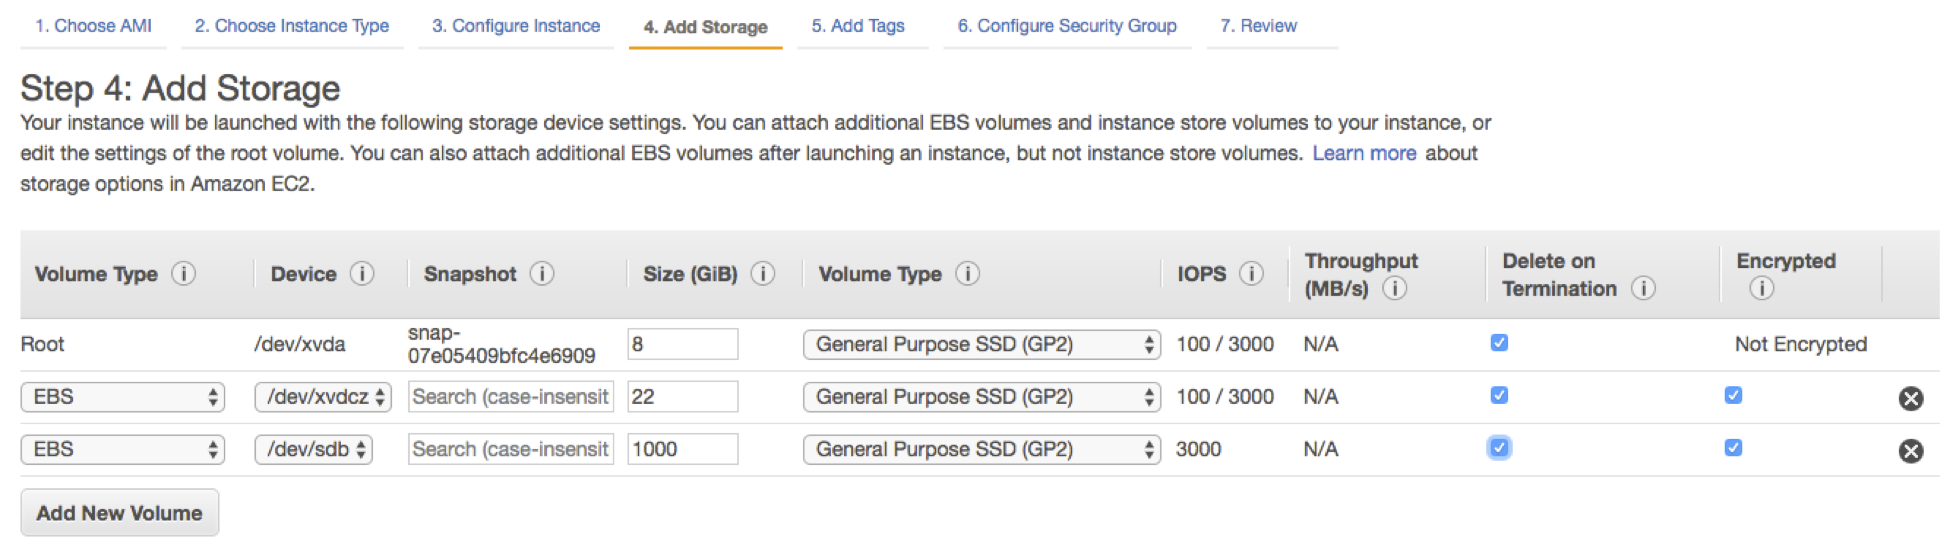 1. Choose AMI 2. Choose Instance Type 3. Configure Instance 4. Add Storage 5. Add Tags 6. Configure Security Group 7. Review
Step 4: Add Storage
Your instance will be launched with the following storage device settings. You can attach additional EBS volumes and instance store volumes to your instance, or
edit the settings of the root volume. You can also attach additional EBS volumes after launching an instance, but not instance store volumes. Learn more about
storage options in Amazon EC2.
Volume Type i Device i Snapshot i Size (GiB) i Volume Type i IOPS i Throughput (MB/s) i Delete on Termination i Encrypted i
Root /dev/xvda snap-07e05409bfc4e6909 8 General Purpose SSD (GP2) 100 / 3000 N/A Not Encrypted
EBS /dev/xvdcz Search (case-insensit 22 General Purpose SSD (GP2) 100 / 3000 N/A
EBS /dev/sdb Search (case-insensit 1000 General Purpose SSD (GP2) 3000 N/A
Add New Volume